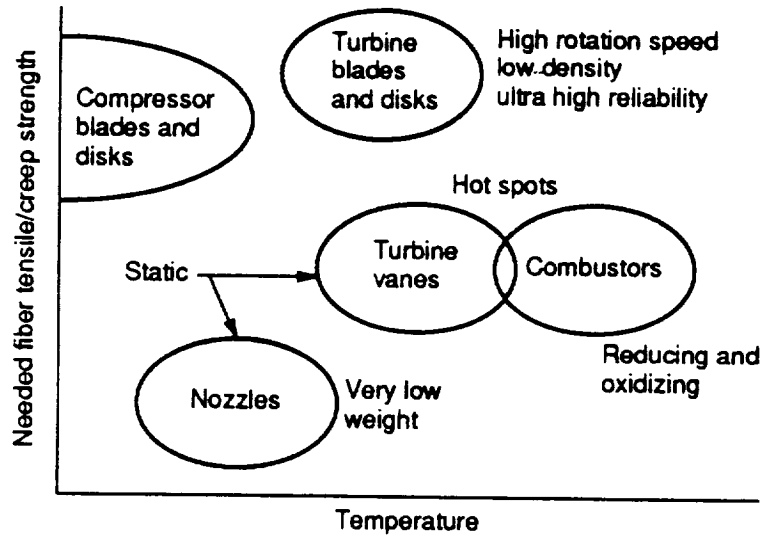 Needed fiber tensile/creep strength
Compressor
blades and
disks
Turbine
blades
and disks
High rotation speed
low-density
ultra high reliability
Hot spots
Static
Turbine
vanes
Combustors
Reducing and
oxidizing
Nozzles
Very low
weight
Temperature